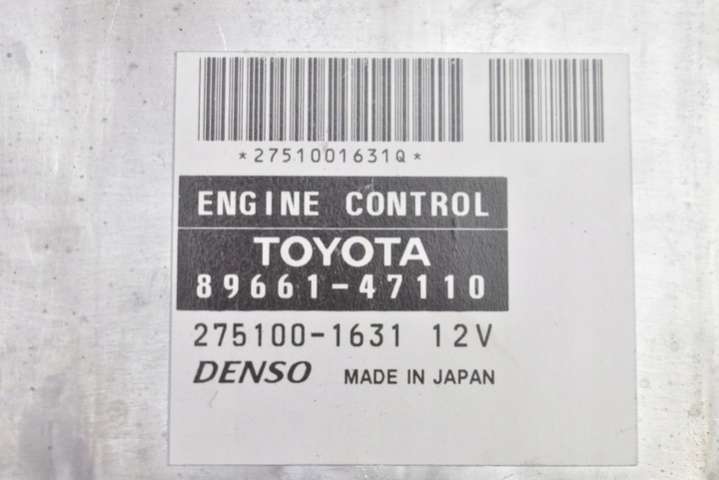 *2751001631Q*
ENGINE CONTROL
TOYOTA
89661-47110
275100-1631 12V
DENSO MADE IN JAPAN